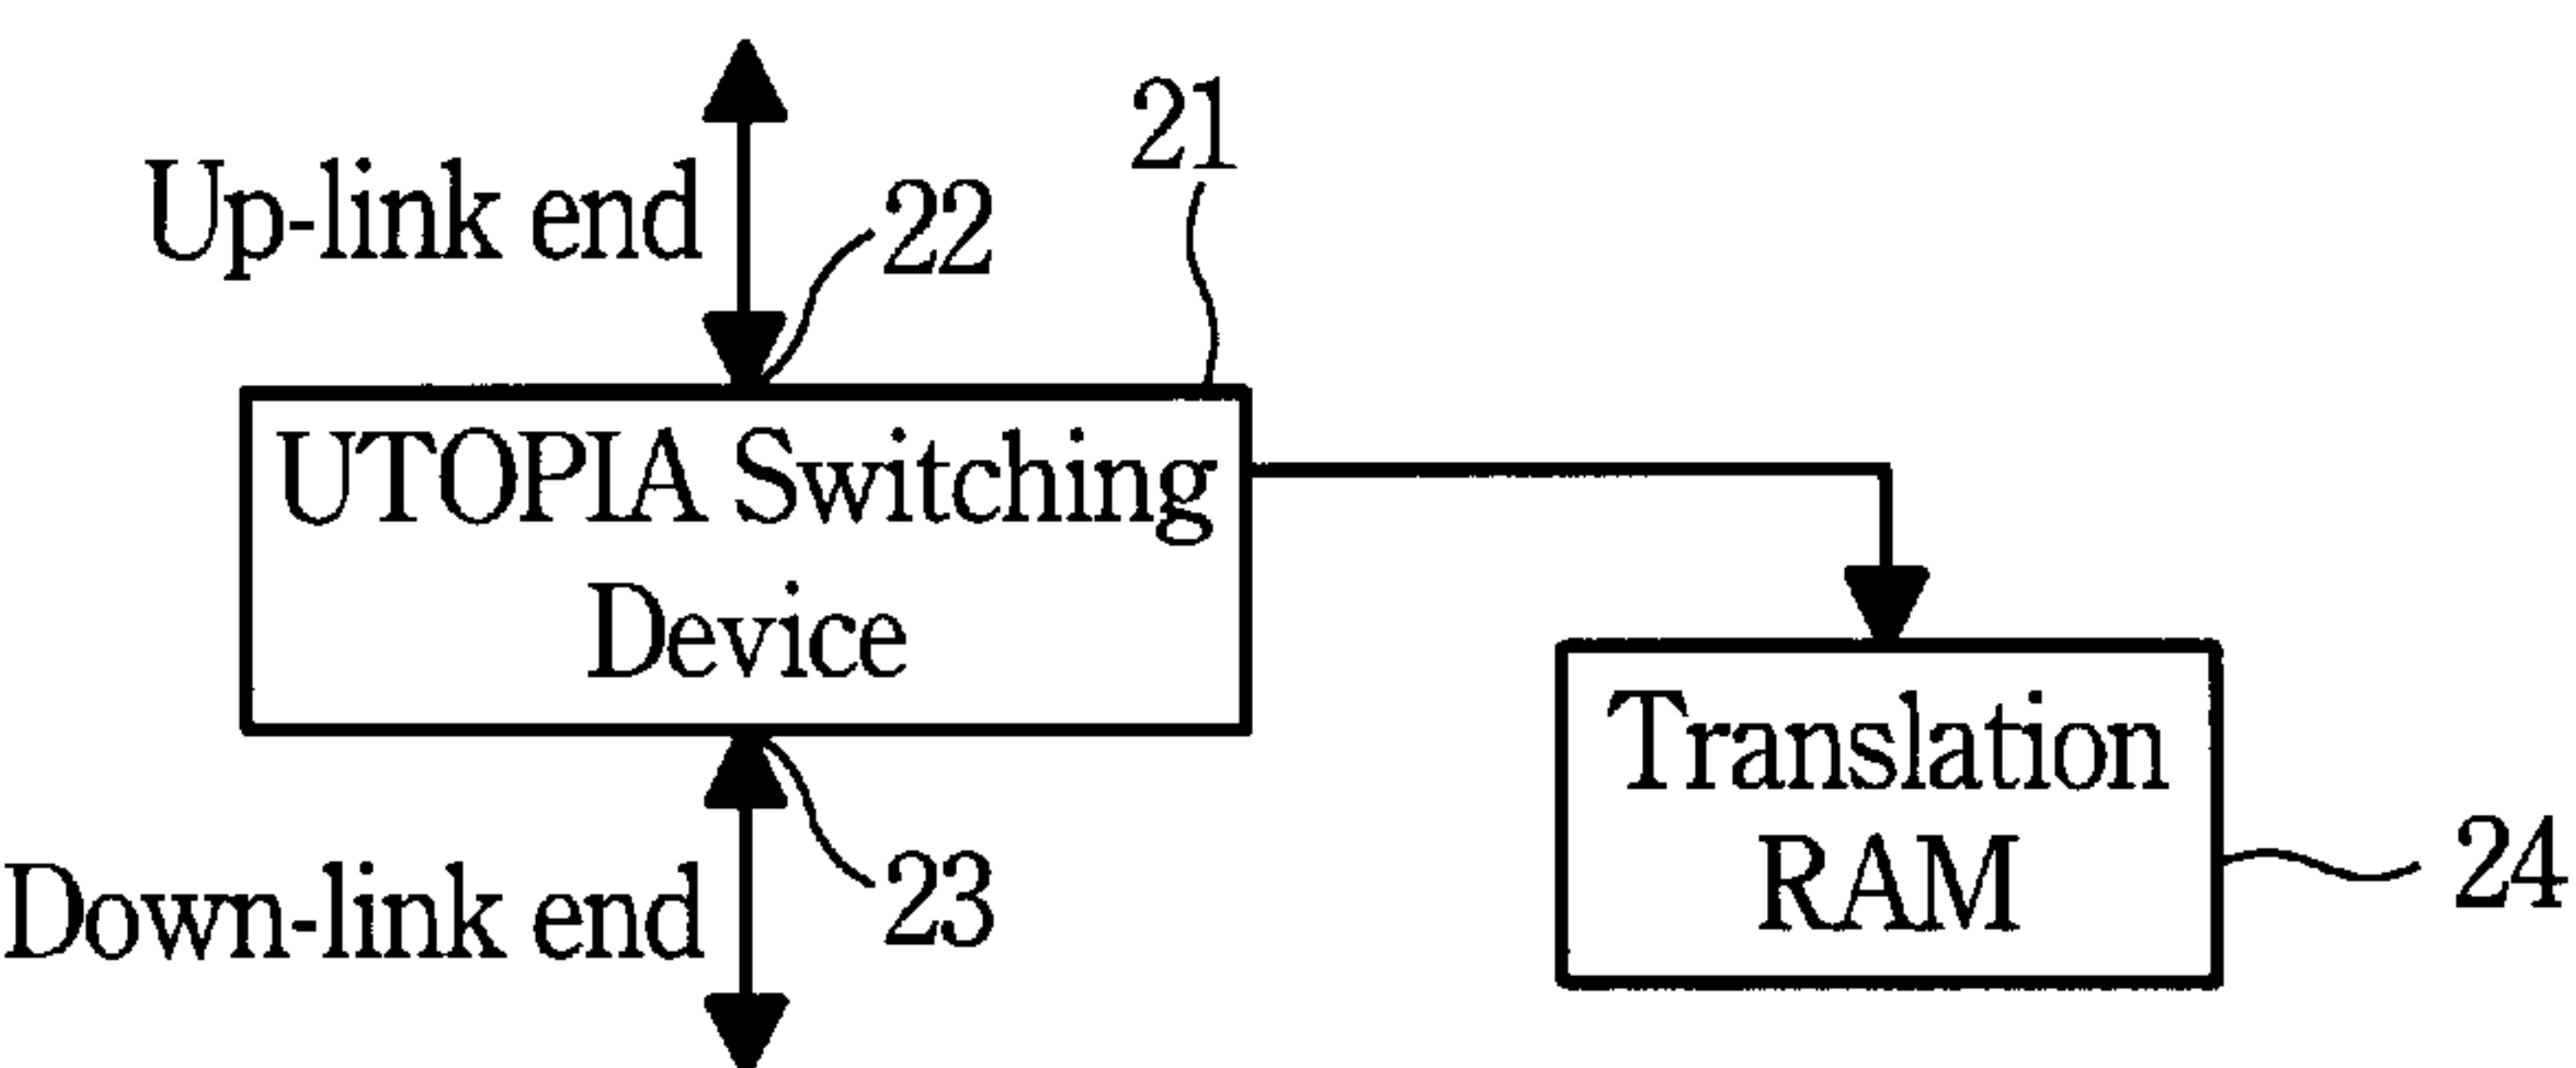 21
Up-link end
22
UTOPIA Switching
Device
Translation
RAM
24
23
Down-link end